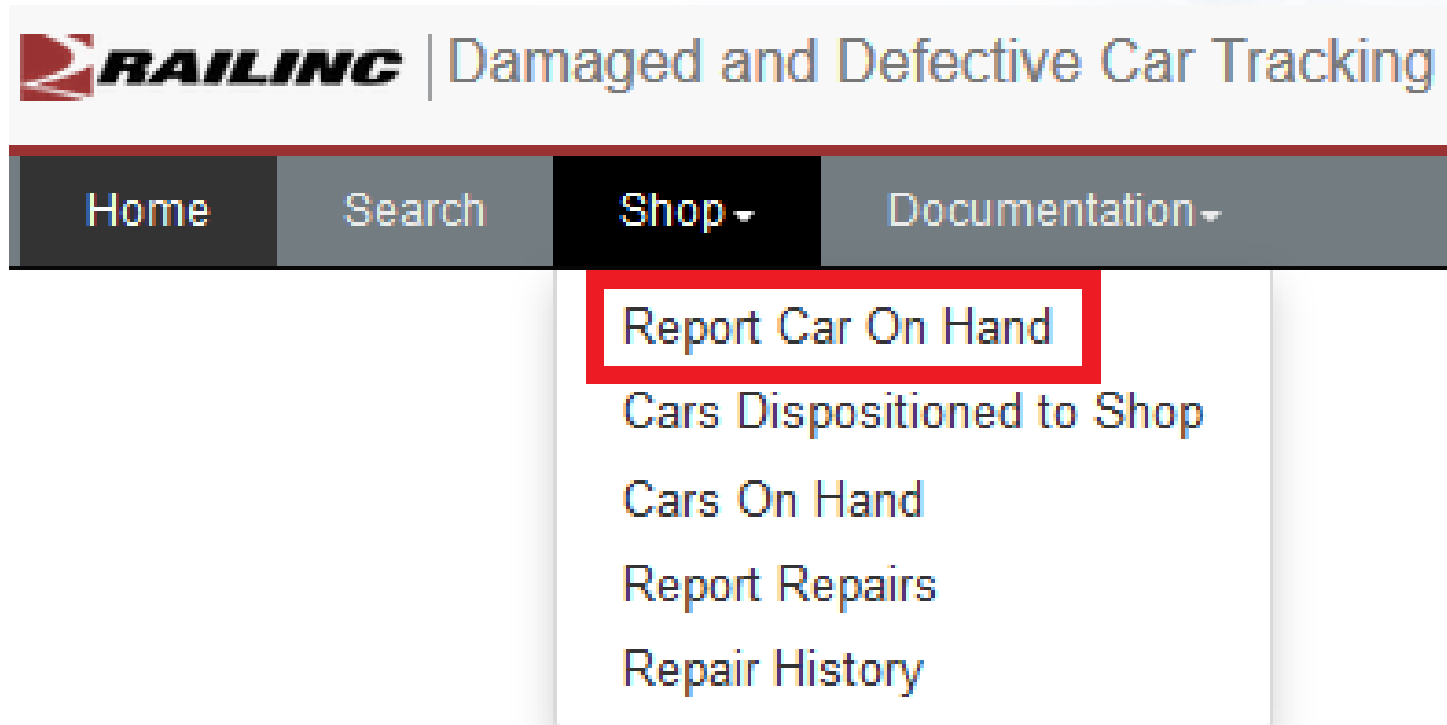 RAILINC Damaged and Defective Car Tracking
Home Search Shop Documentation
Report Car On Hand
Cars Dispositioned to Shop
Cars On Hand
Report Repairs
Repair History